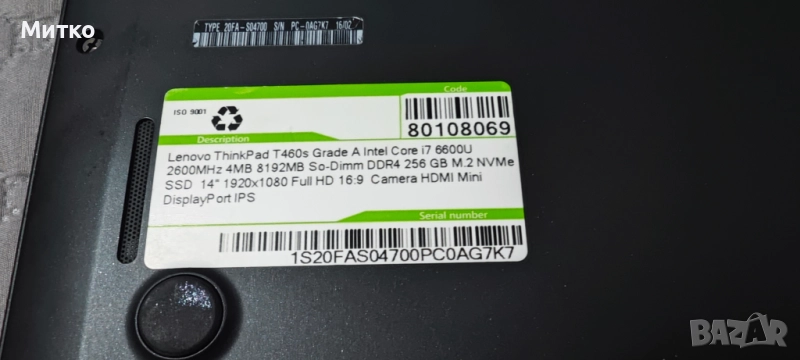 Митко
TYPE 20FA-S04700 S/N PC-0AG7K7 16/02
ISO 9001
Code
80108069
Description
Lenovo ThinkPad T460s Grade A Intel Core i7 6600U
2600MHz 4MB 8192MB So-Dimm DDR4 256 GB M.2 NVMe
SSD 14" 1920x1080 Full HD 16:9 Camera HDMI Mini
DisplayPort IPS
Serial number
1S20FAS04700PC0AG7K7
BAZAR